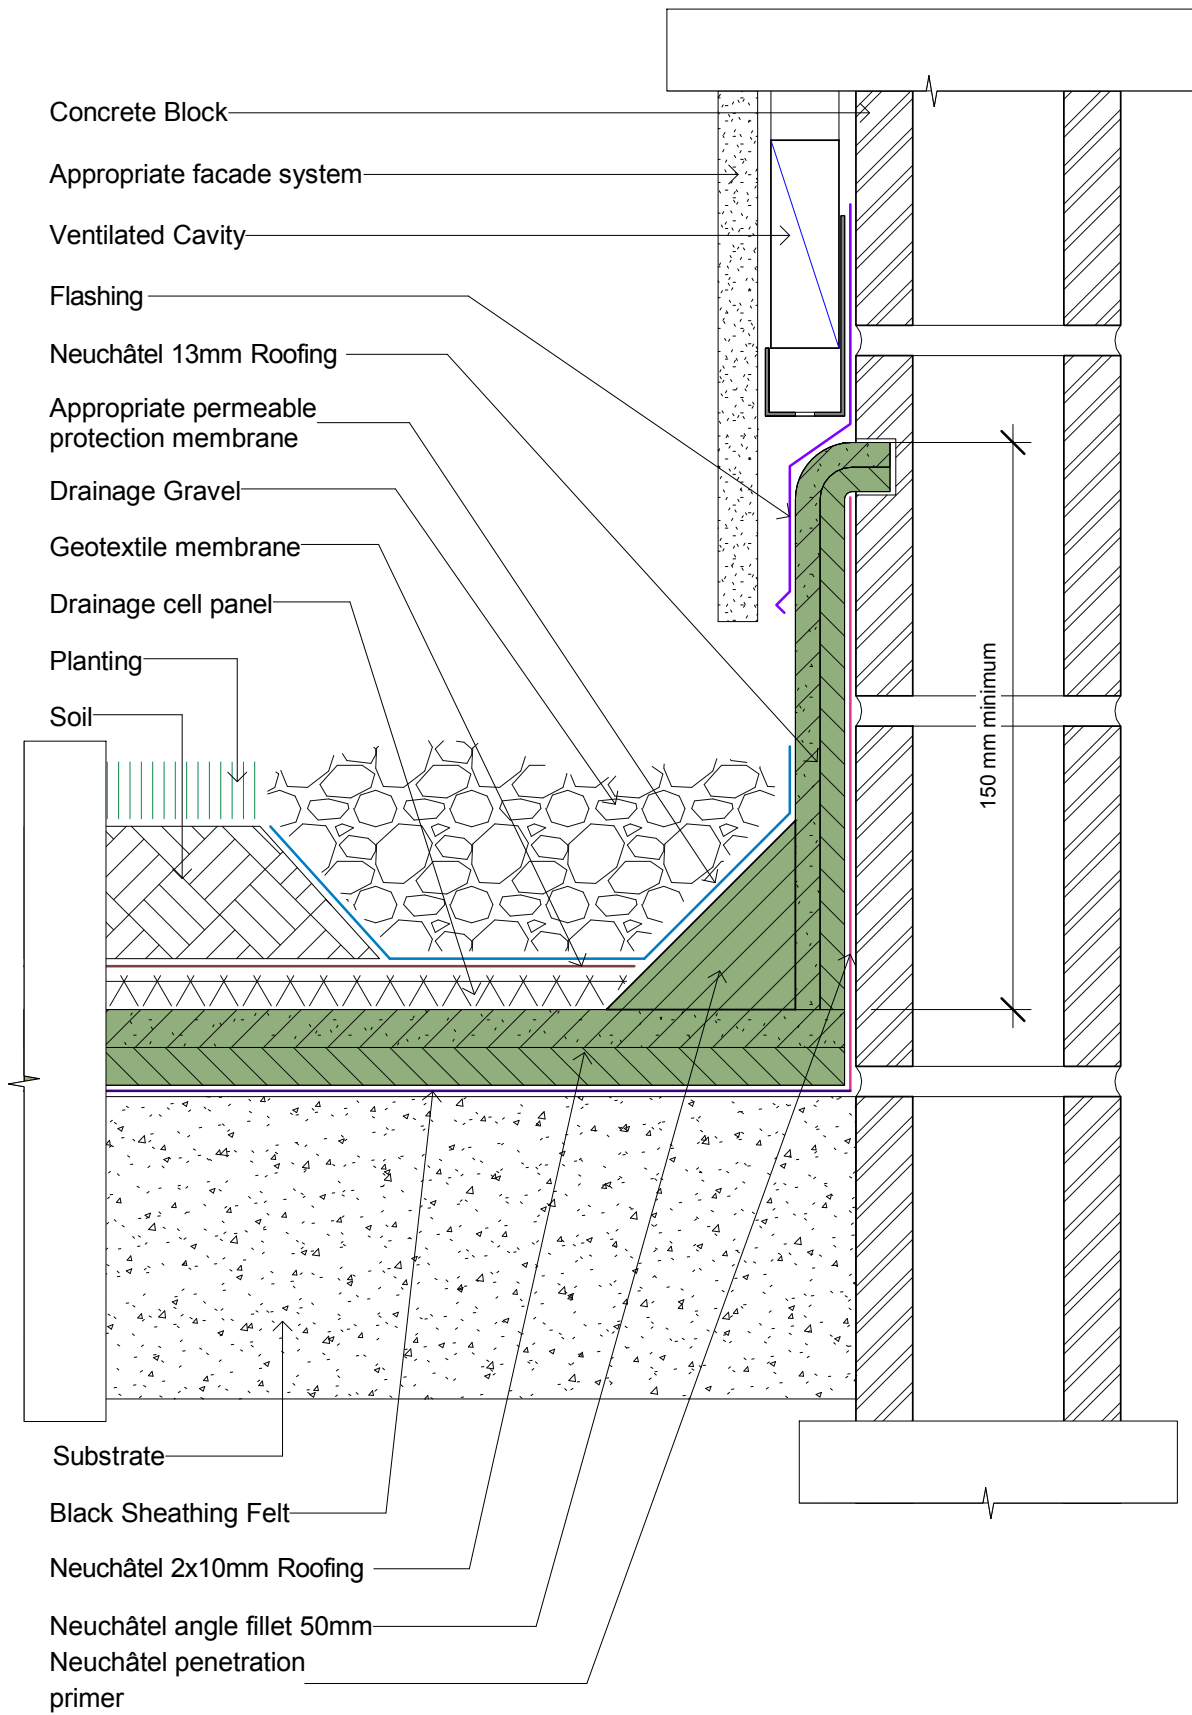 Concrete Block
Appropriate facade system
Ventilated Cavity
Flashing
Neuchâtel 13mm Roofing
Appropriate permeable
protection membrane
Drainage Gravel
Geotextile membrane
Drainage cell panel
Planting
Soil
150 mm minimum
Substrate
Black Sheathing Felt
Neuchâtel 2x10mm Roofing
Neuchâtel angle fillet 50mm
Neuchâtel penetration
primer